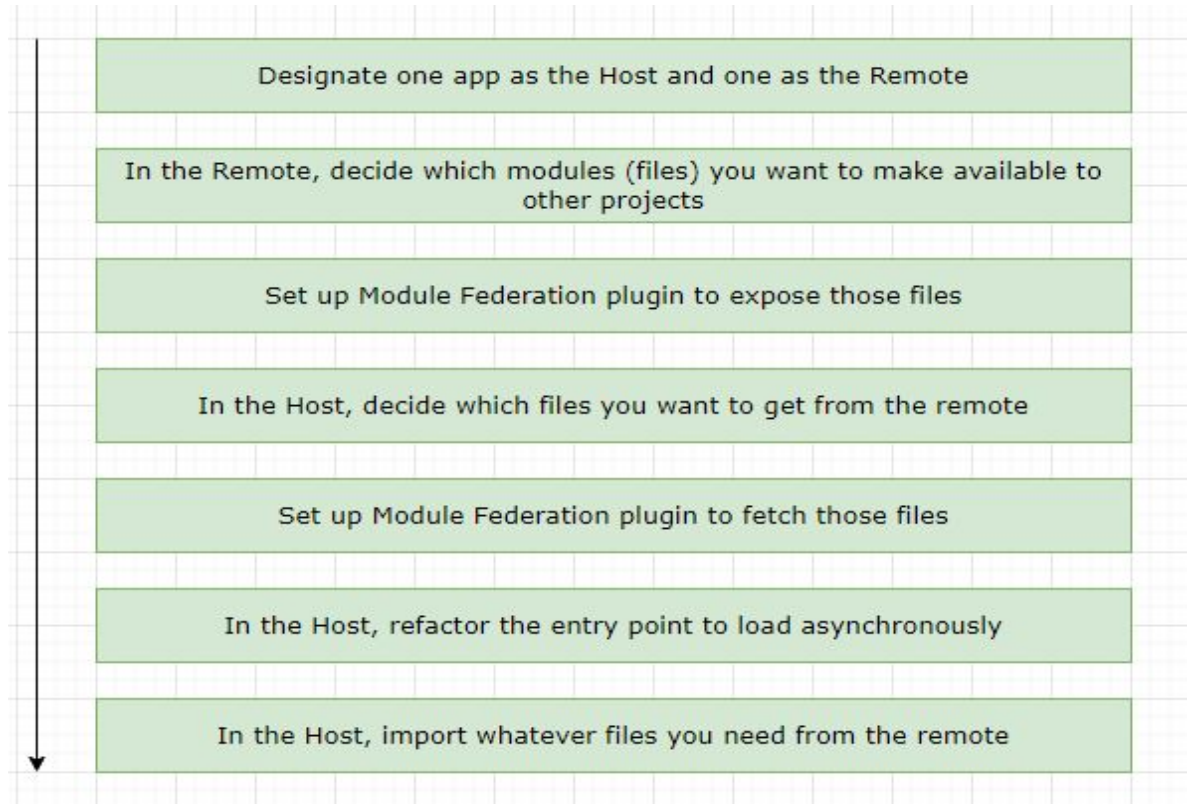 Designate one app as the Host and one as the Remote
In the Remote, decide which modules (files) you want to make available to
other projects
Set up Module Federation plugin to expose those files
In the Host, decide which files you want to get from the remote
Set up Module Federation plugin to fetch those files
In the Host, refactor the entry point to load asynchronously
In the Host, import whatever files you need from the remote